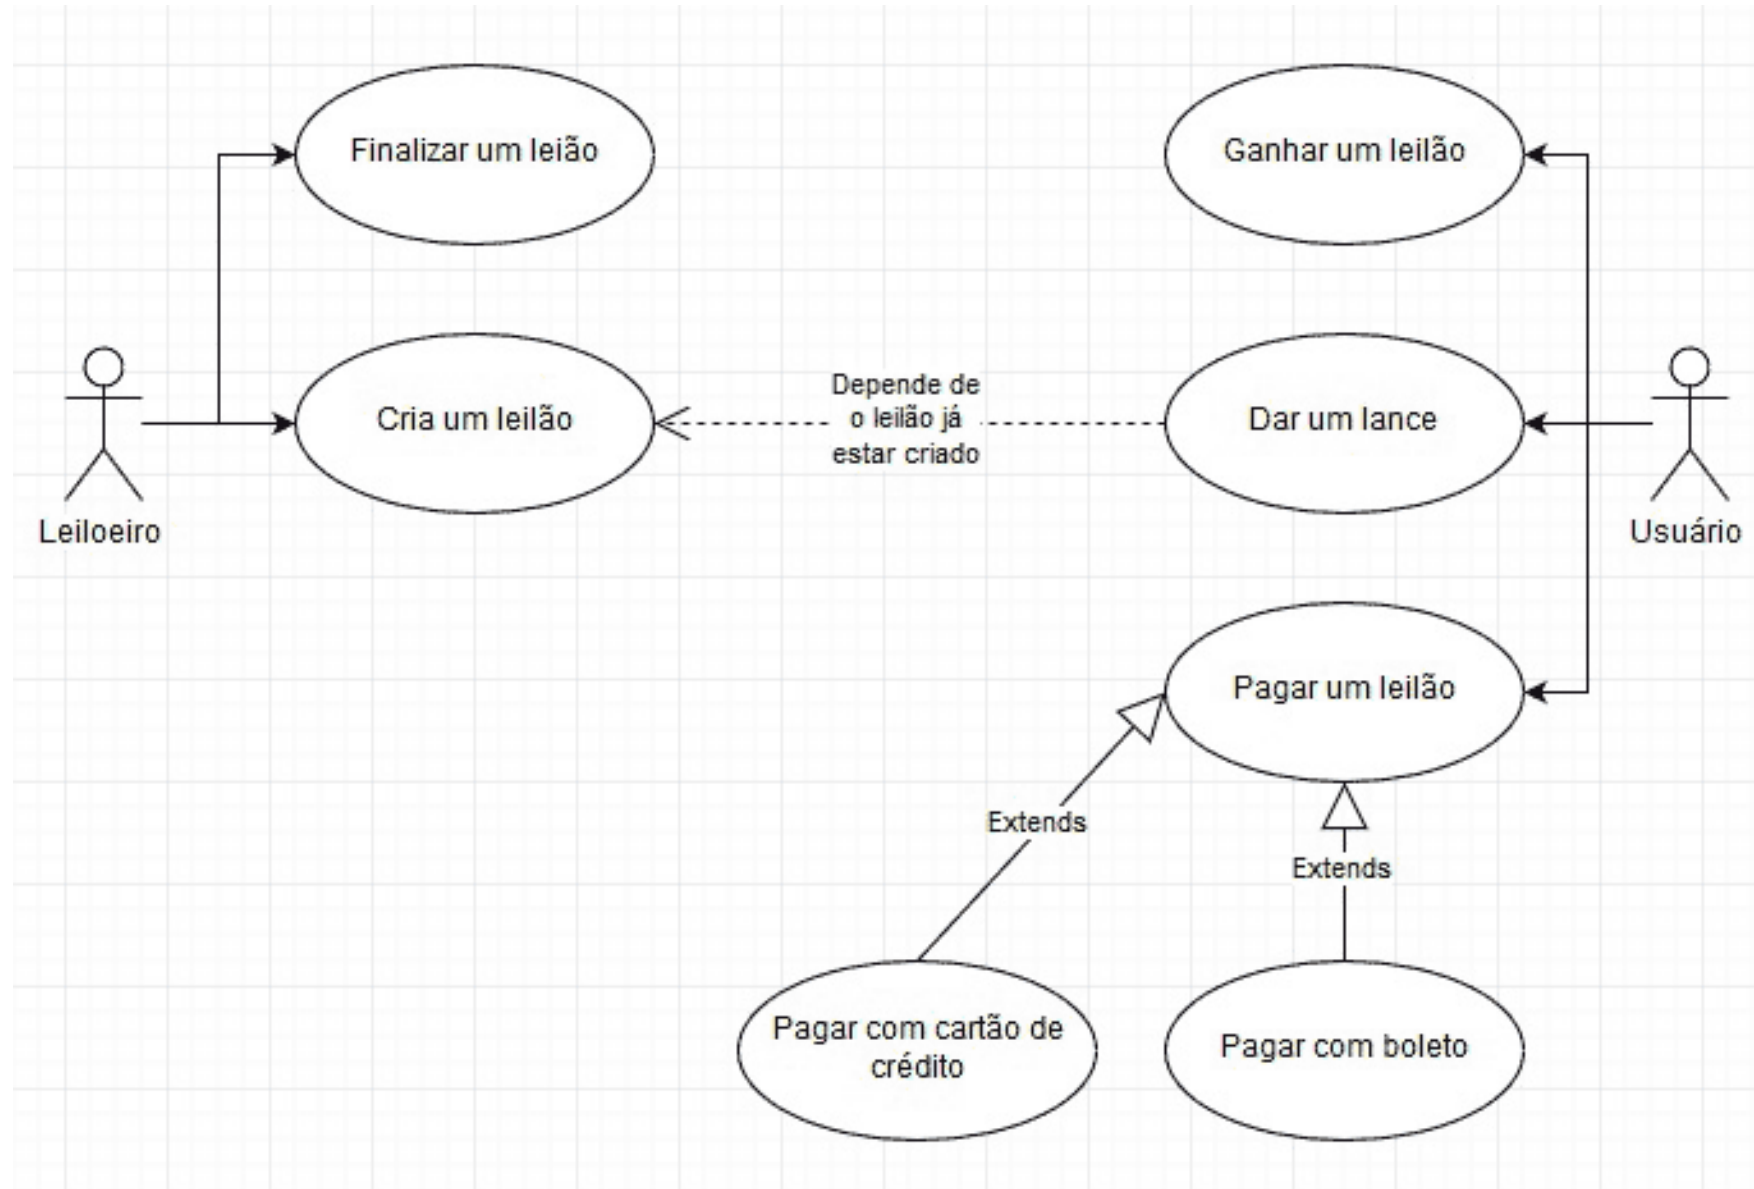 Finalizar um leião
Ganhar um leilão
Depende de
o leilão já
estar criado
Cria um leilão
Dar um lance
Leiloeiro
Usuário
Pagar um leilão
Extends
Extends
Pagar com cartão de
crédito
Pagar com boleto